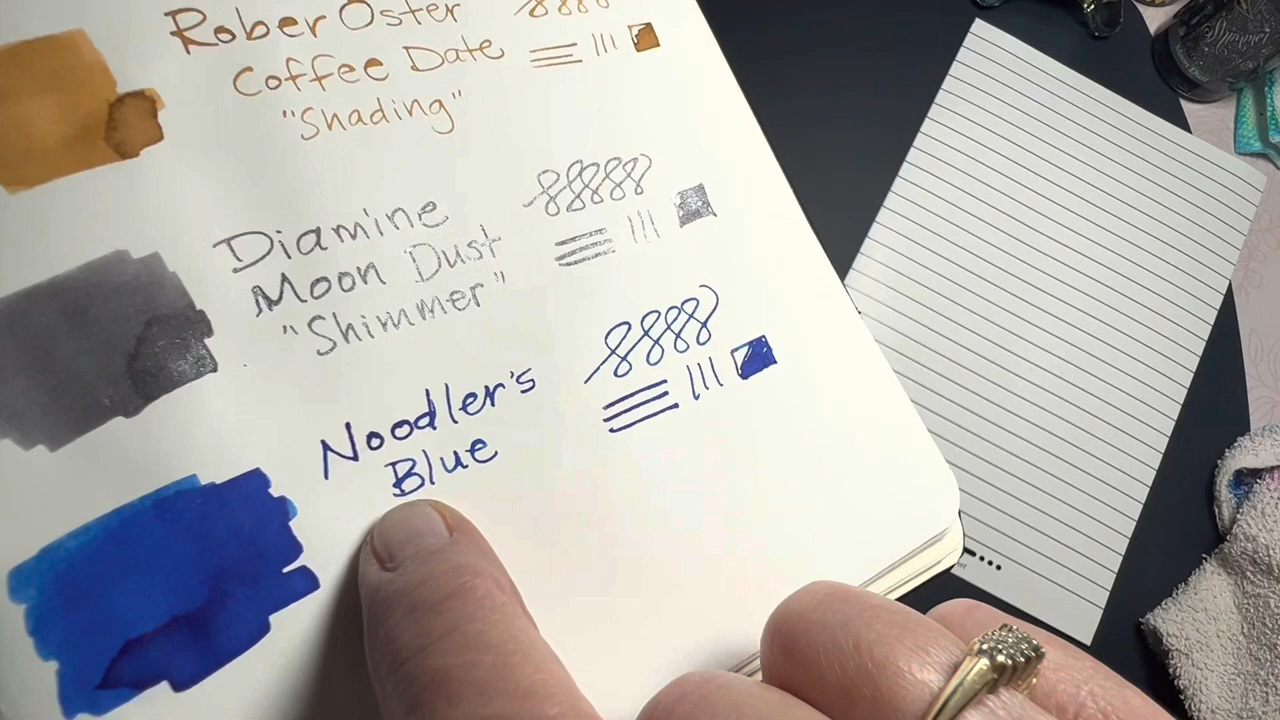 Rober Oster
Coffee Date
"Shading"
Diamine
Moon Dust
"Shimmer"
Noodler's
Blue